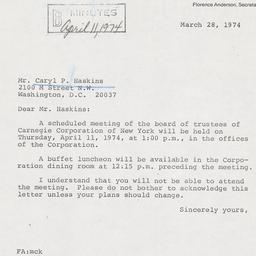 Florence Anderson, Secreta
MINUTES
April 11, 1974
March 28, 1974
Mr. Caryl P. Haskins
2100 M Street N.W.
Washington, D.C. 20037
Dear Mr. Haskins:
A scheduled meeting of the board of trustees of
Carnegie Corporation of New York will be held on
Thursday, April 11, 1974, at 1:00 p.m., in the offices
of the Corporation.
A buffet luncheon will be available in the Corpo-
ration dining room at 12:15 p.m. preceding the meeting.
I understand that you will not be able to attend
the meeting. Please do not bother to acknowledge this
letter unless your plans should change.
Sincerely yours,
FA:mck